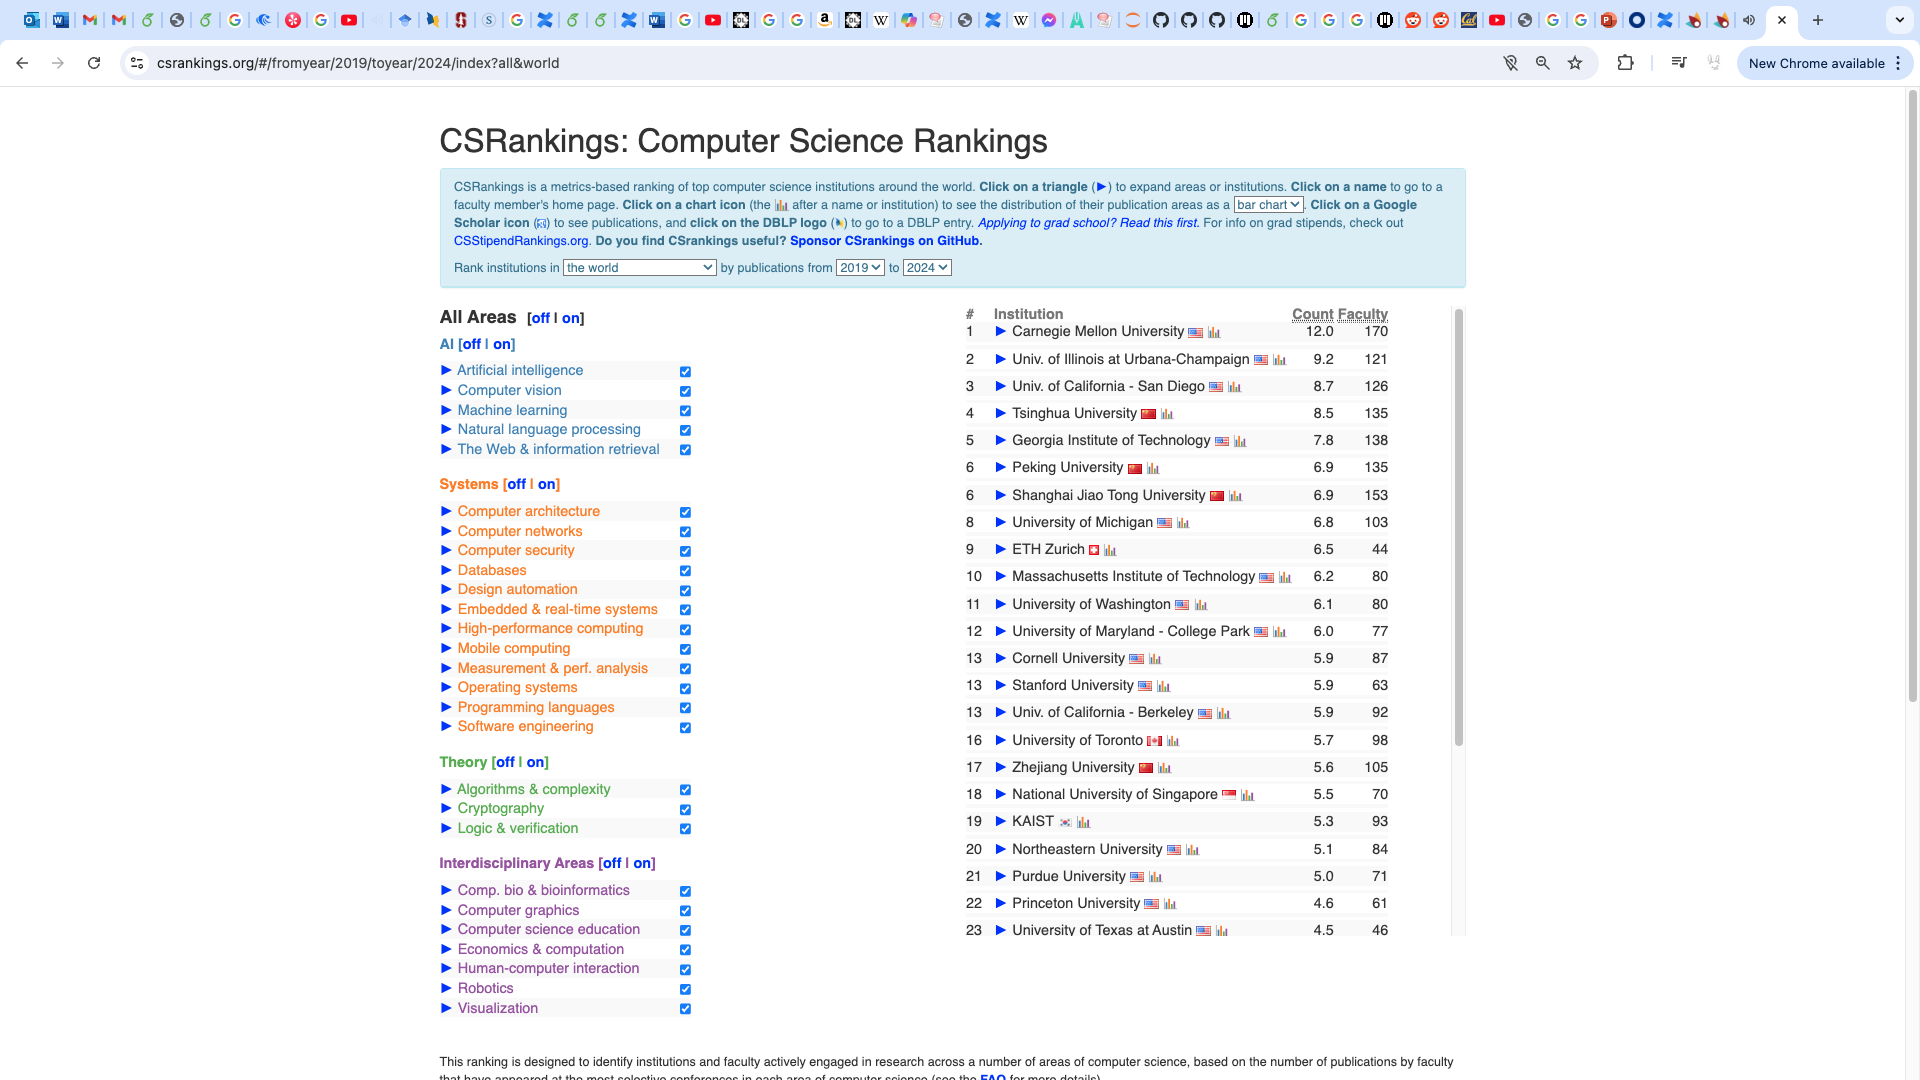 csrankings.org/#/fromyear/2019/toyear/2024/index?all&world
New Chrome available
CSRankings: Computer Science Rankings
CSRankings is a metrics-based ranking of top computer science institutions around the world. Click on a triangle (►) to expand areas or institutions. Click on a name to go to a
faculty member's home page. Click on a chart icon (the after a name or institution) to see the distribution of their publication areas as a bar chart . Click on a Google
Scholar icon ( ) to see publications, and click on the DBLP logo ( ) to go to a DBLP entry. Applying to grad school? Read this first. For info on grad stipends, check out
CSStipendRankings.org. Do you find CSrankings useful? Sponsor CSrankings on GitHub.
Rank institutions in the world by publications from 2019 to 2024
All Areas [off | on]
AI [off | on]
► Artificial intelligence
► Computer vision
► Machine learning
► Natural language processing
► The Web & information retrieval
Systems [off | on]
► Computer architecture
► Computer networks
► Computer security
► Databases
► Design automation
► Embedded & real-time systems
► High-performance computing
► Mobile computing
► Measurement & perf. analysis
► Operating systems
► Programming languages
► Software engineering
Theory [off | on]
► Algorithms & complexity
► Cryptography
► Logic & verification
Interdisciplinary Areas [off | on]
► Comp. bio & bioinformatics
► Computer graphics
► Computer science education
► Economics & computation
► Human-computer interaction
► Robotics
► Visualization
# Institution Count Faculty
1 ► Carnegie Mellon University 12.0 170
2 ► Univ. of Illinois at Urbana-Champaign 9.2 121
3 ► Univ. of California - San Diego 8.7 126
4 ► Tsinghua University 8.5 135
5 ► Georgia Institute of Technology 7.8 138
6 ► Peking University 6.9 135
6 ► Shanghai Jiao Tong University 6.9 153
8 ► University of Michigan 6.8 103
9 ► ETH Zurich 6.5 44
10 ► Massachusetts Institute of Technology 6.2 80
11 ► University of Washington 6.1 80
12 ► University of Maryland - College Park 6.0 77
13 ► Cornell University 5.9 87
13 ► Stanford University 5.9 63
13 ► Univ. of California - Berkeley 5.9 92
16 ► University of Toronto 5.7 98
17 ► Zhejiang University 5.6 105
18 ► National University of Singapore 5.5 70
19 ► KAIST 5.3 93
20 ► Northeastern University 5.1 84
21 ► Purdue University 5.0 71
22 ► Princeton University 4.6 61
23 ► University of Texas at Austin 4.5 46
This ranking is designed to identify institutions and faculty actively engaged in research across a number of areas of computer science, based on the number of publications by faculty
that have appeared at the most selective conferences in each area of computer science (see the FAQ for more details).